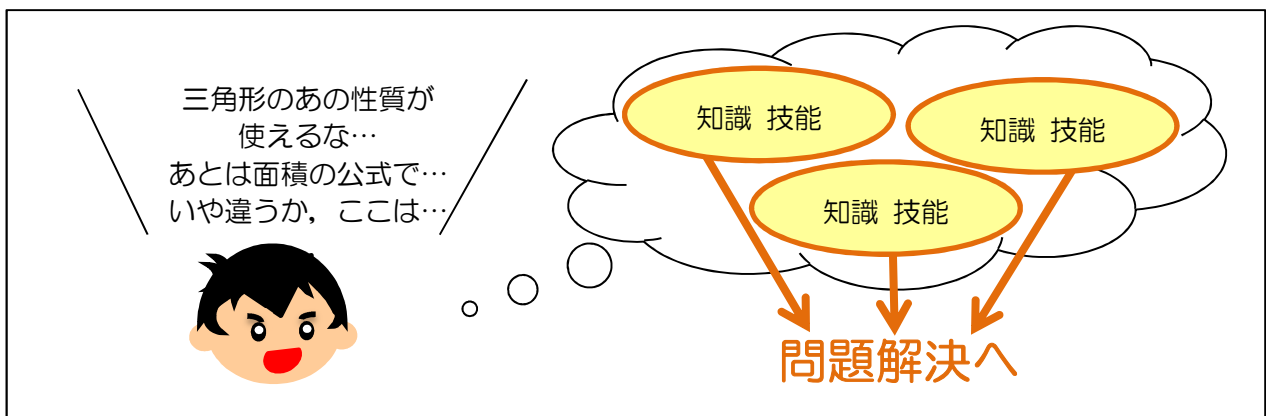 三角形のあの性質が
使えるな…
あとは面積の公式で…
いや違うか，ここは…
知識 技能
知識 技能
知識 技能
問題解決へ